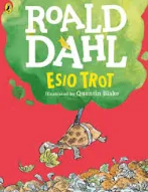 ROALD
DAHL
ESIO TROT
Illustrated by Quentin Blake